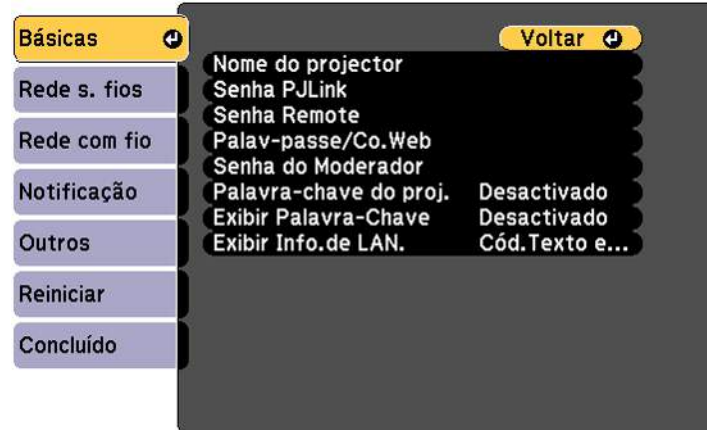 Básicas
Rede s. fios
Rede com fio
Notificação
Outros
Reiniciar
Concluído
Voltar
Nome do projector
Senha PJLink
Senha Remote
Palav-passe/Co.Web
Senha do Moderador
Palavra-chave do proj. Desactivado
Exibir Palavra-Chave Desactivado
Exibir Info.de LAN. Cód.Texto e...